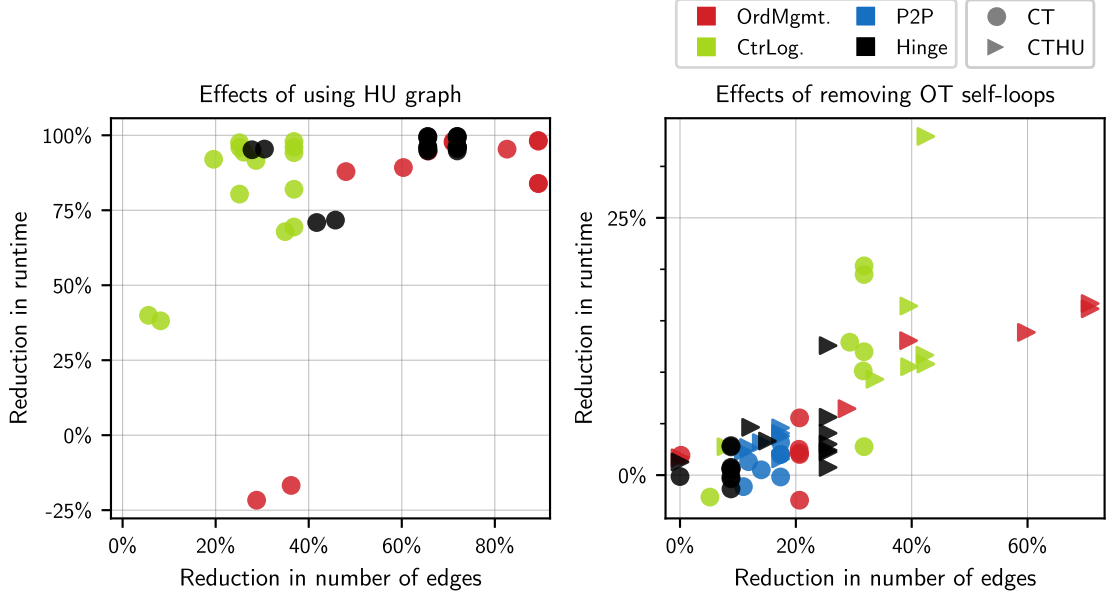 OrdMgmt.
CtrLog.
P2P
Hinge
CT
CTHU
Effects of using HU graph
100%
75%
50%
25%
0%
-25%
Reduction in runtime
0%
20%
40%
60%
80%
Reduction in number of edges
Effects of removing OT self-loops
25%
0%
Reduction in runtime
0%
20%
40%
60%
Reduction in number of edges